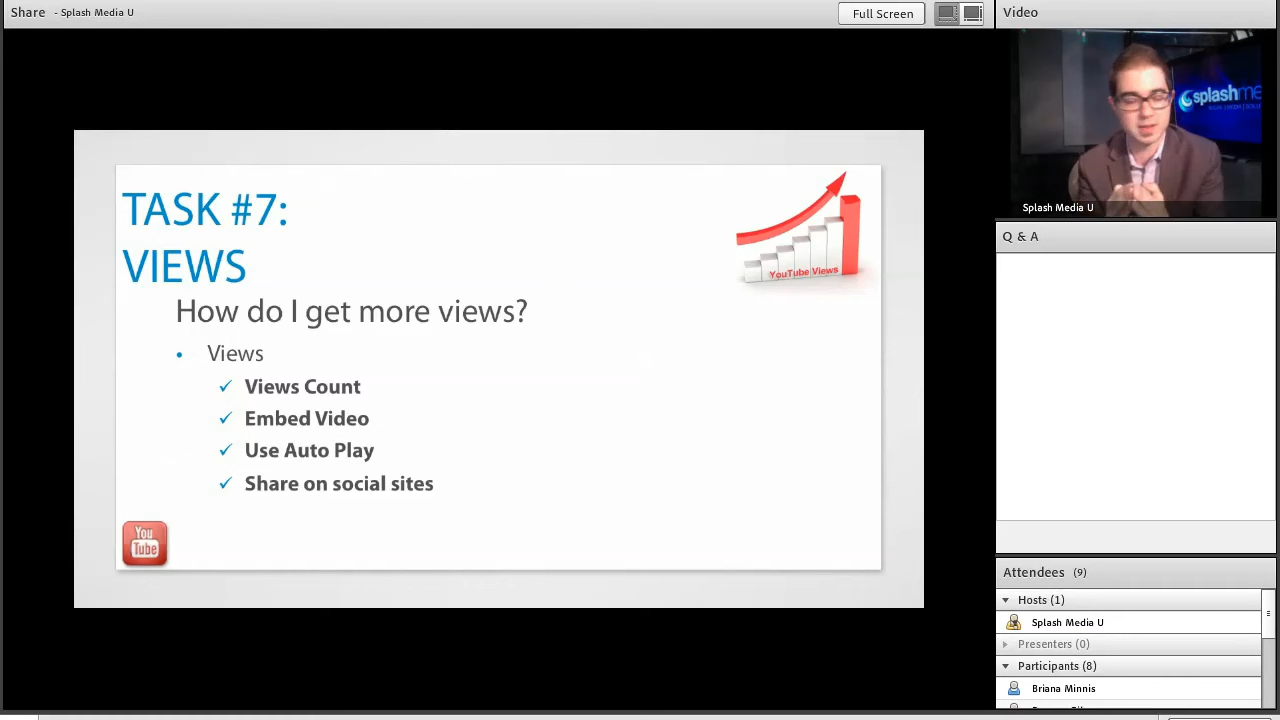 Share - Splash Media U
Full Screen
Video
TASK #7:
VIEWS
How do I get more views?
• Views
✓ Views Count
✓ Embed Video
✓ Use Auto Play
✓ Share on social sites
YouTube Views
You
Tube
splashme
Splash Media U
Q & A
Attendees (9)
Hosts (1)
Splash Media U
Presenters (0)
Participants (8)
Briana Minnis